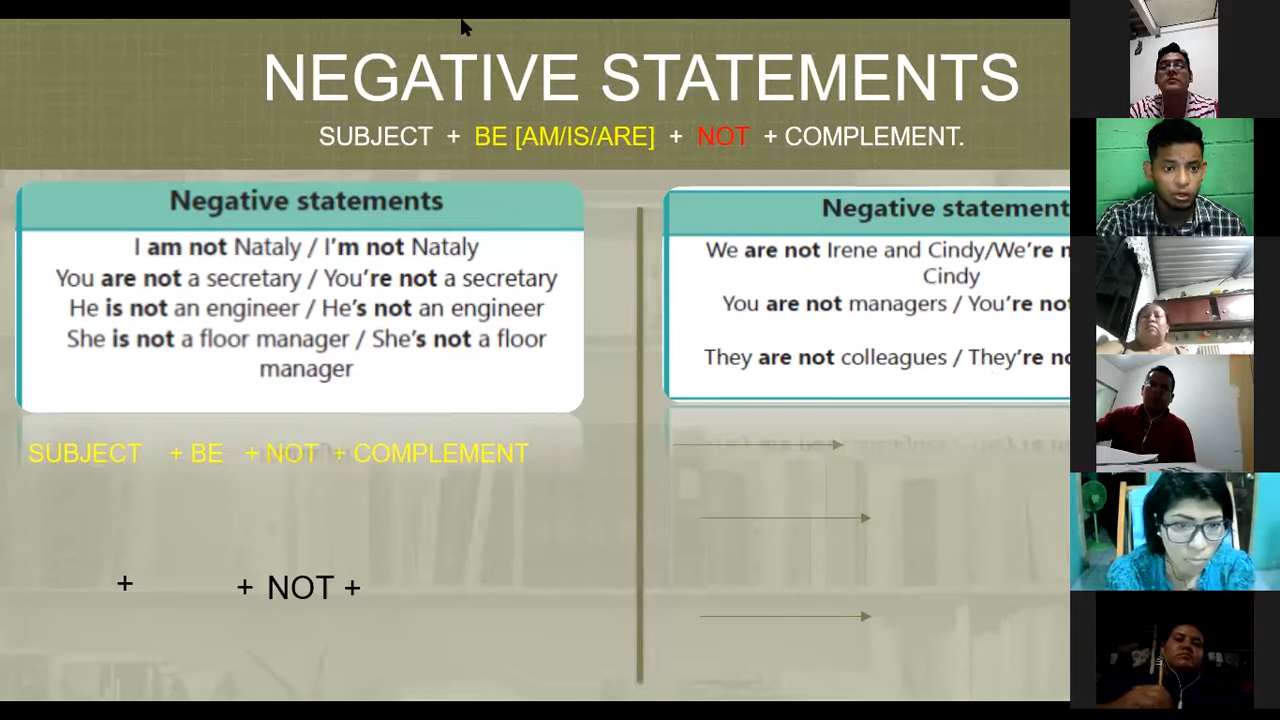 NEGATIVE STATEMENTS
SUBJECT + BE [AM/IS/ARE] + NOT + COMPLEMENT.
Negative statements
I am not Nataly / I'm not Nataly
You are not a secretary / You're not a secretary
He is not an engineer / He's not an engineer
She is not a floor manager / She's not a floor
manager
Negative statement
We are not Irene and Cindy/We're n
Cindy
You are not managers / You're not
They are not colleagues / They're no
SUBJECT + BE + NOT + COMPLEMENT
+ + NOT +